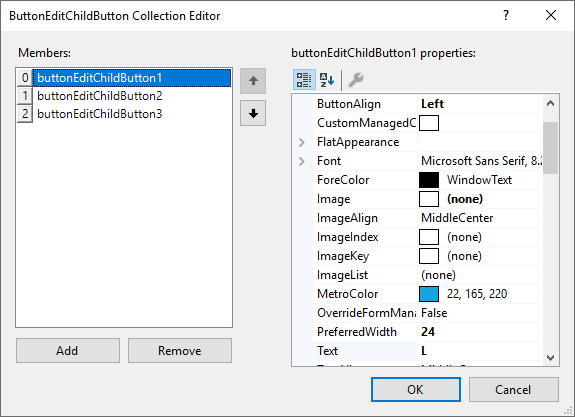 ButtonEditChildButton Collection Editor
Members:
0 buttonEditChildButton1
1 buttonEditChildButton2
2 buttonEditChildButton3
Add Remove
buttonEditChildButton1 properties:
ButtonAlign Left
CustomManagedC
FlatAppearance
Font Microsoft Sans Serif, 8.2
ForeColor WindowText
Image (none)
ImageAlign MiddleCenter
ImageIndex (none)
ImageKey (none)
ImageList (none)
MetroColor 22, 165, 220
OverrideFormMana False
PreferredWidth 24
Text L
OK Cancel